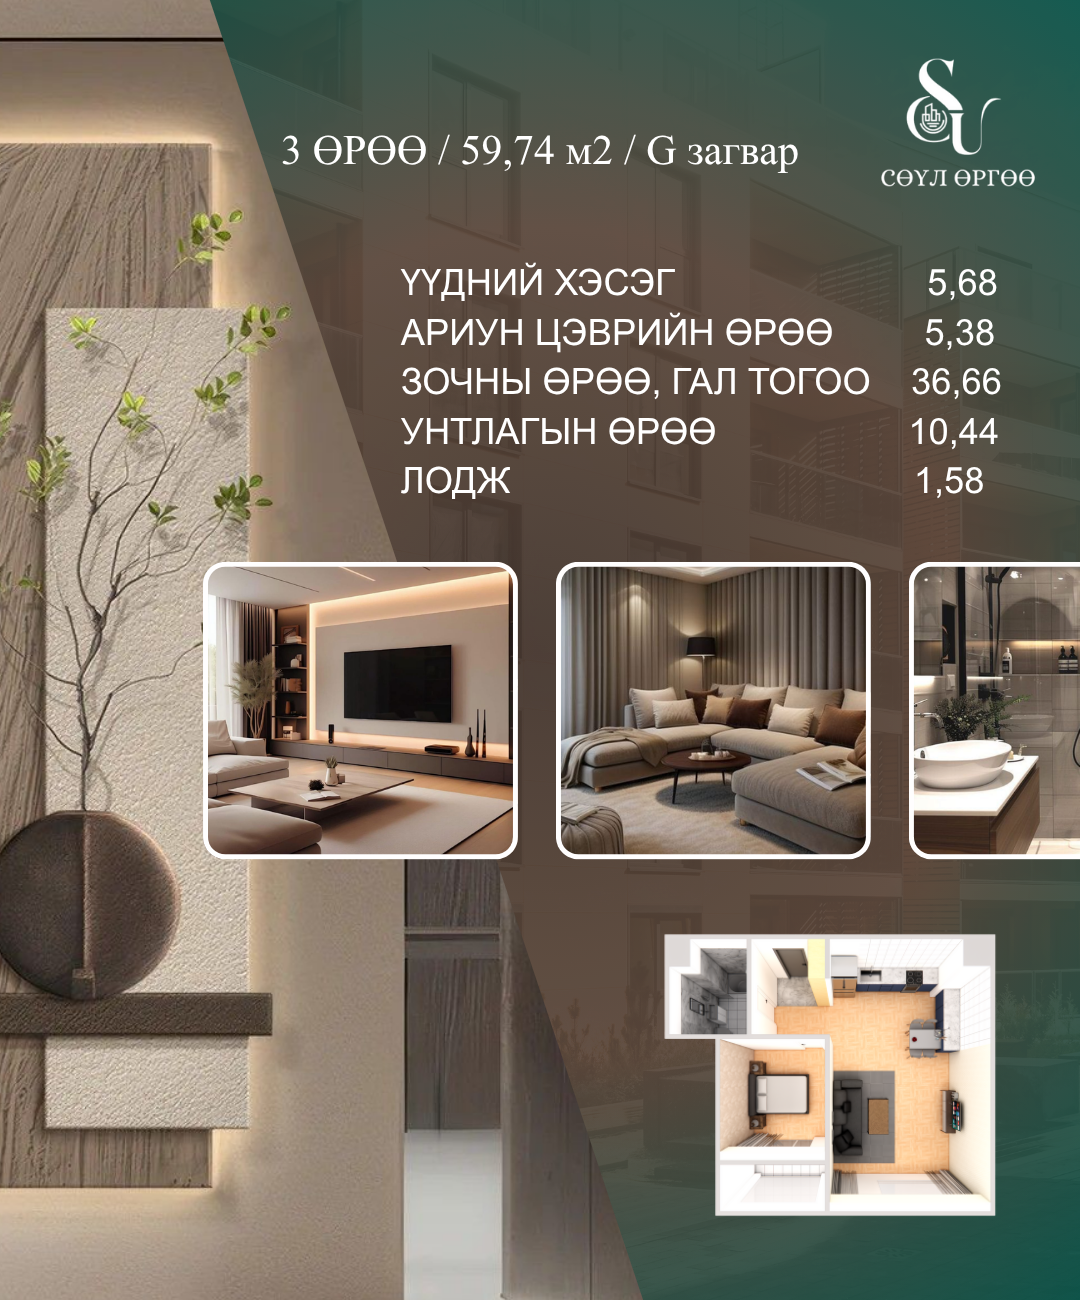 3 ӨРӨӨ / 59,74 м2 / G загвар
СӨҮЛ ӨРГӨӨ
ҮҮДНИЙ ХЭСЭГ 5,68
АРИУН ЦЭВРИЙН ӨРӨӨ 5,38
ЗОЧНЫ ӨРӨӨ, ГАЛ ТОГОО 36,66
УНТЛАГЫН ӨРӨӨ 10,44
ЛОДЖ 1,58